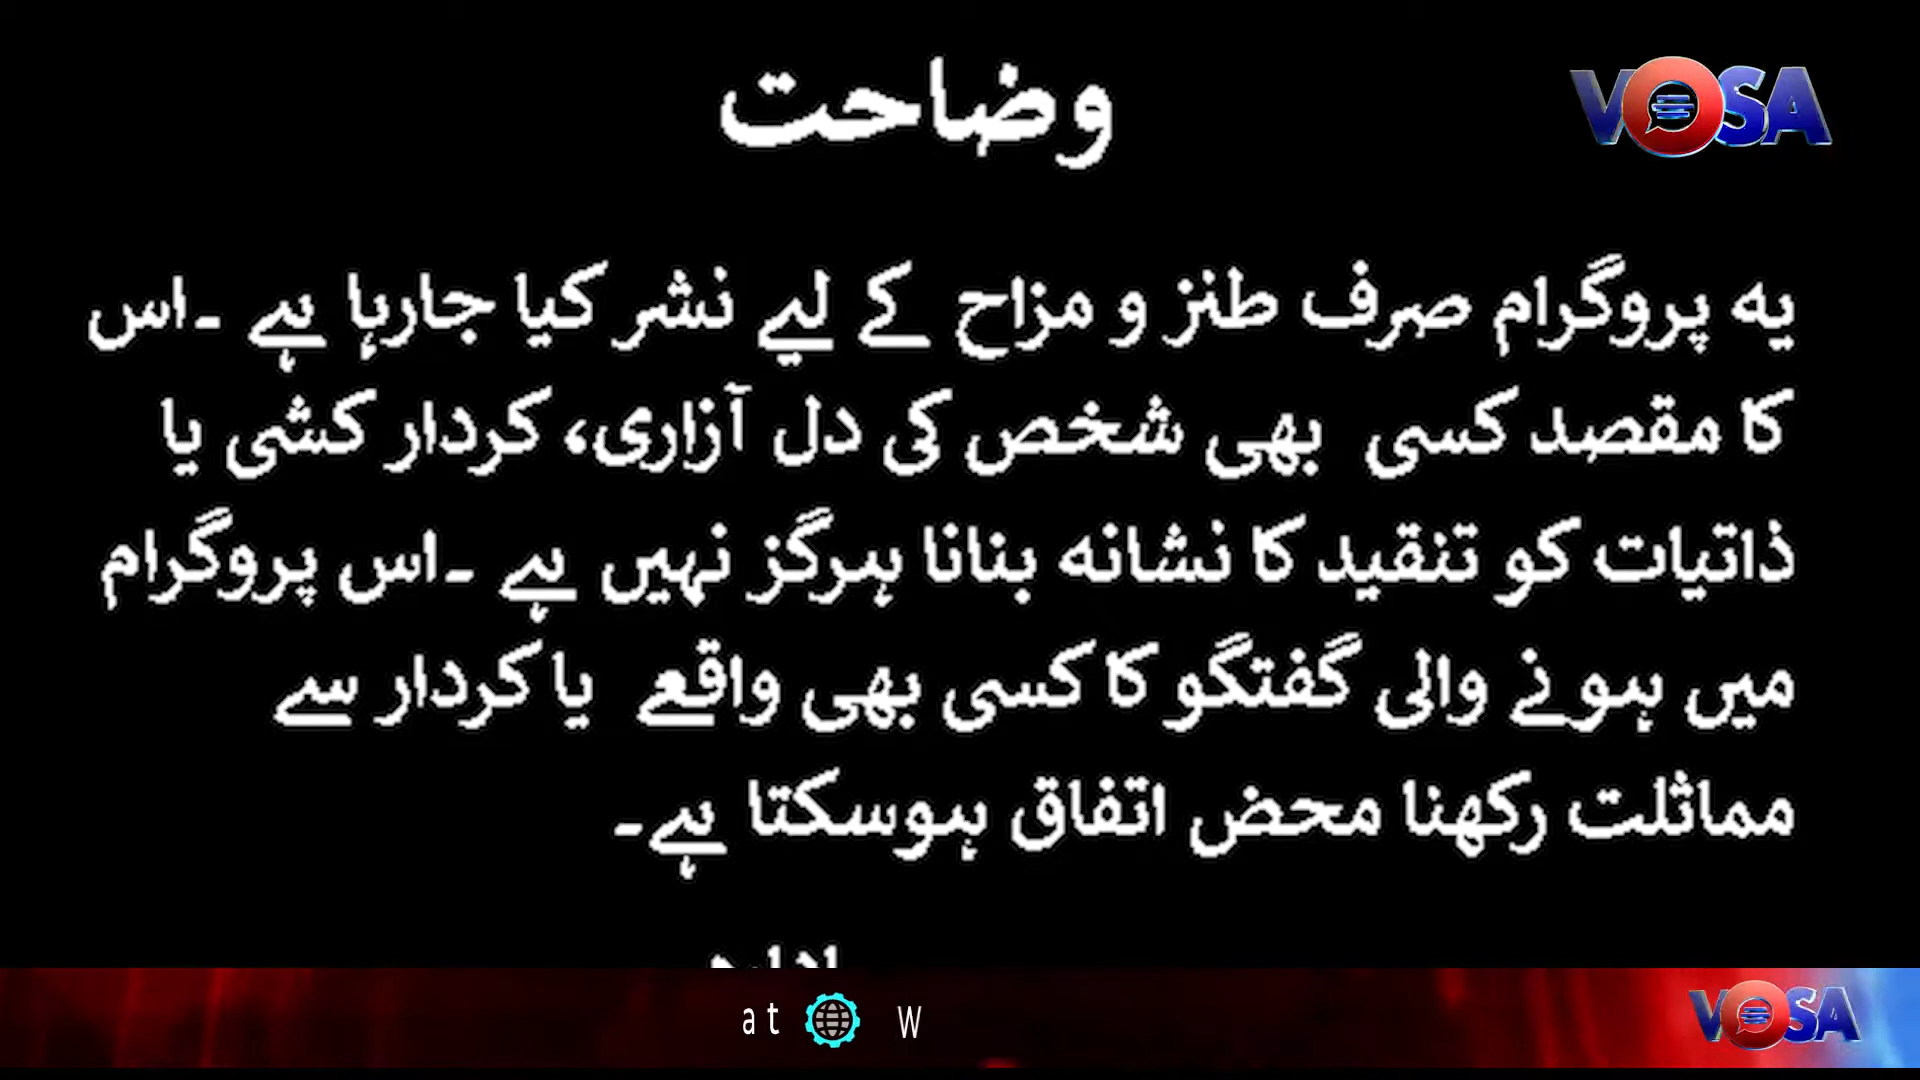 وضاحت
VOSA
یہ پروگرام صرف طنز و مزاح کے لیے نشر کیا جارہا ہے ۔اس
کا مقصد کسی بھی شخص کی دل آزاری، کردار کشی یا
ذاتیات کو تنقید کا نشانہ بنانا ہرگز نہیں ہے ۔اس پروگرام
میں ہونے والی گفتگو کا کسی بھی واقعے یا کردار سے
مماثلت رکھنا محض اتفاق ہوسکتا ہے۔
at W
VOSA